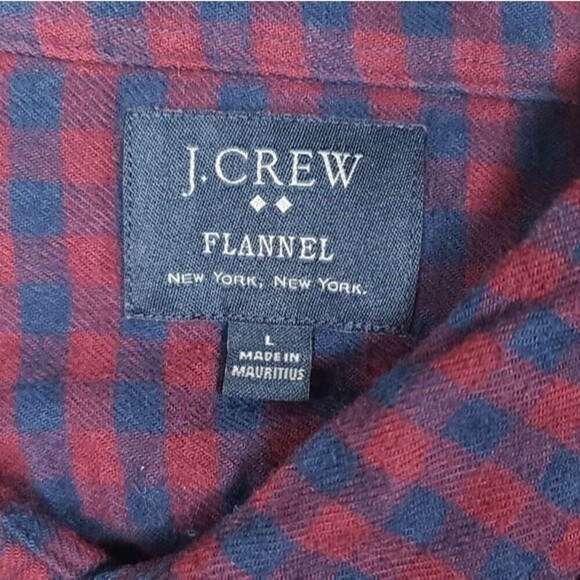 J.CREW
FLANNEL
NEW YORK, NEW YORK.
L
MADE IN
MAURITIUS